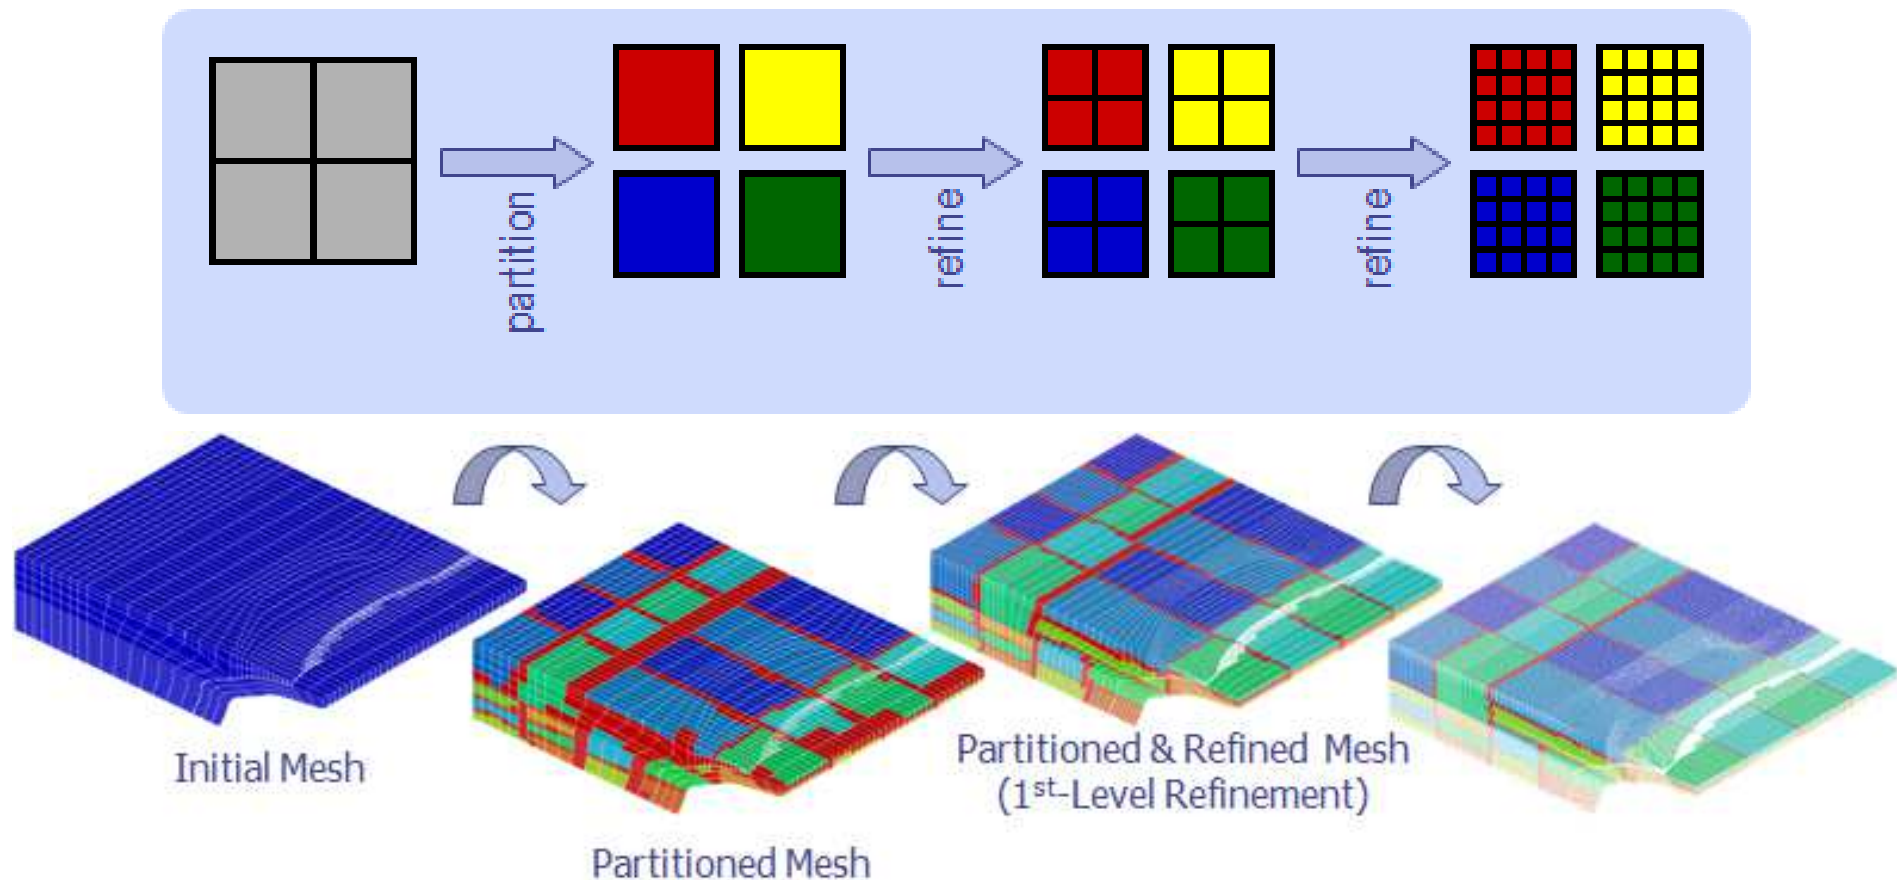 partition
refine
refine
Initial Mesh
Partitioned Mesh
Partitioned & Refined Mesh
(1st-Level Refinement)